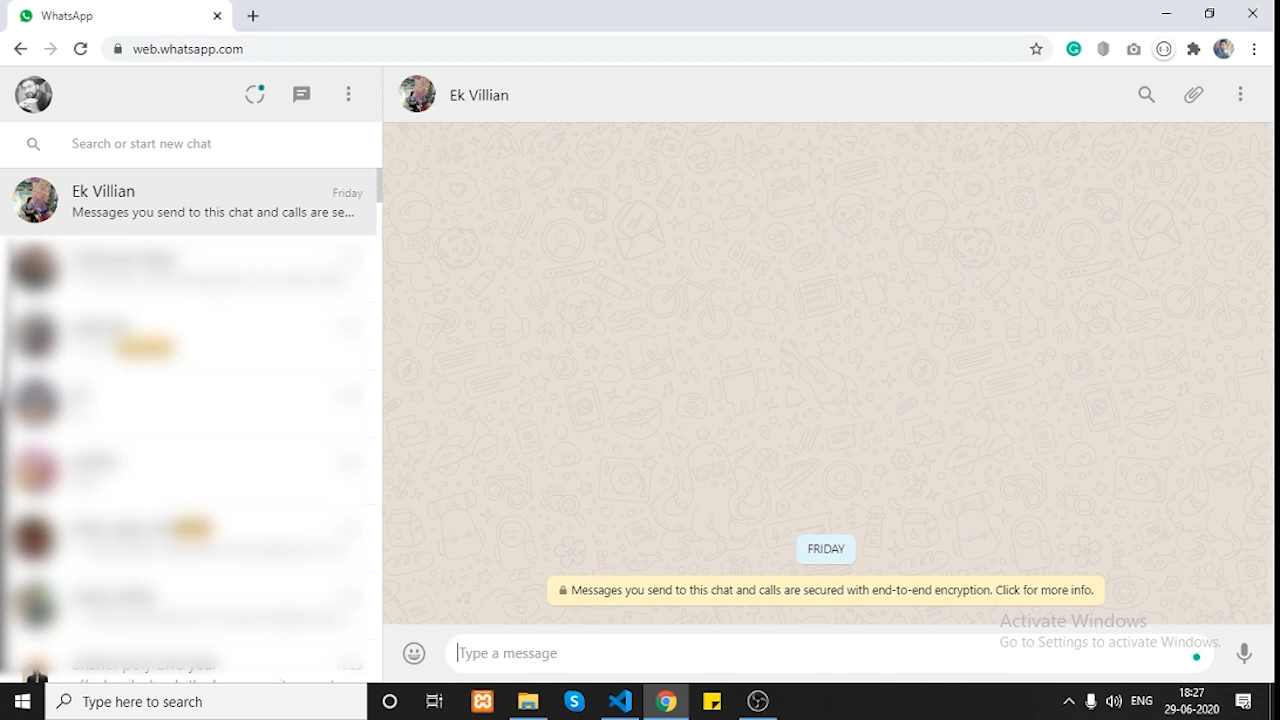 WhatsApp
web.whatsapp.com
Ek Villian
Search or start new chat
Ek Villian
Friday
Messages you send to this chat and calls are se...
FRIDAY
Messages you send to this chat and calls are secured with end-to-end encryption. Click for more info.
Activate Windows
Go to Settings to activate Windows.
Type a message
Type here to search
ENG
18:27
29-06-2020